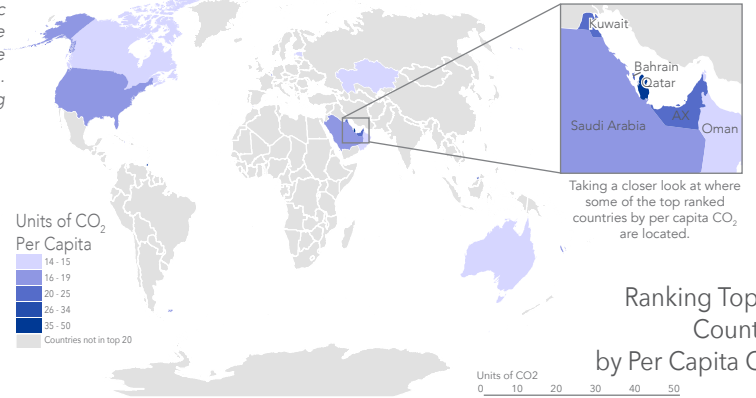 c
e
e
.
g
Kuwait
Bahrain
Qatar
AX
Saudi Arabia
Oman
Taking a closer look at where
some of the top ranked
countries by per capita CO2
are located.
Units of CO2
Per Capita
14 - 15
16 - 19
20 - 25
26 - 34
35 - 50
Countries not in top 20
Ranking Top
Count
by Per Capita C
Units of CO2
0 10 20 30 40 50